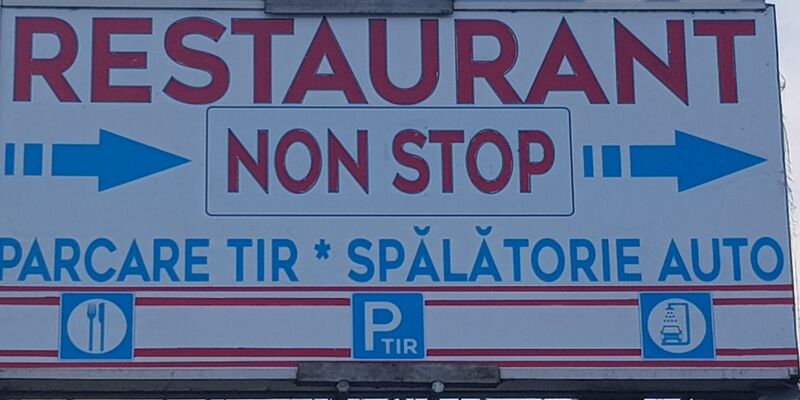 RESTAURANT
NON STOP
PARCARE TIR * SPĂLĂTORIE AUTO
P TIR